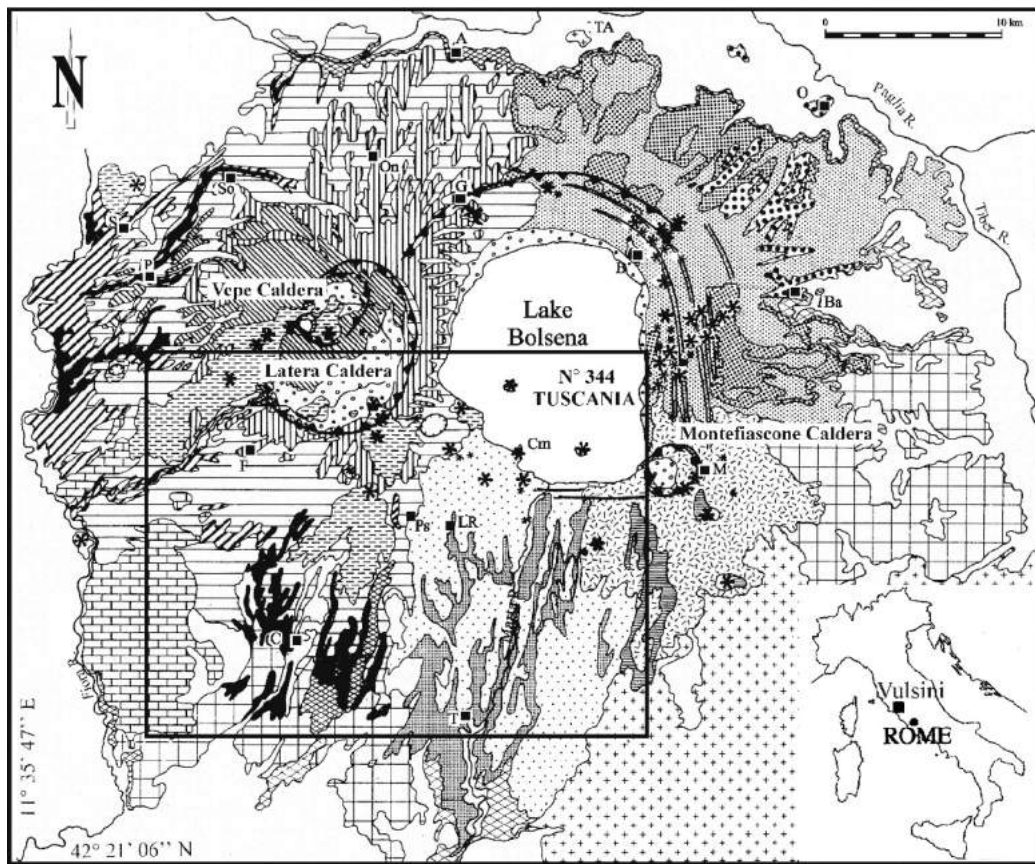 0 10 km
A
TA
N
O
Paglia R.
On
So
G
S
Tiber R.
P
B
Vepe Caldera
Ba
Lake
Bolsena
Latera Caldera
N° 344
TUSCANIA
Cm
Montefiascone Caldera
F
M
Ps
LR
C
T
Vulsini
ROME
11° 35' 47'' E
42° 21' 06'' N